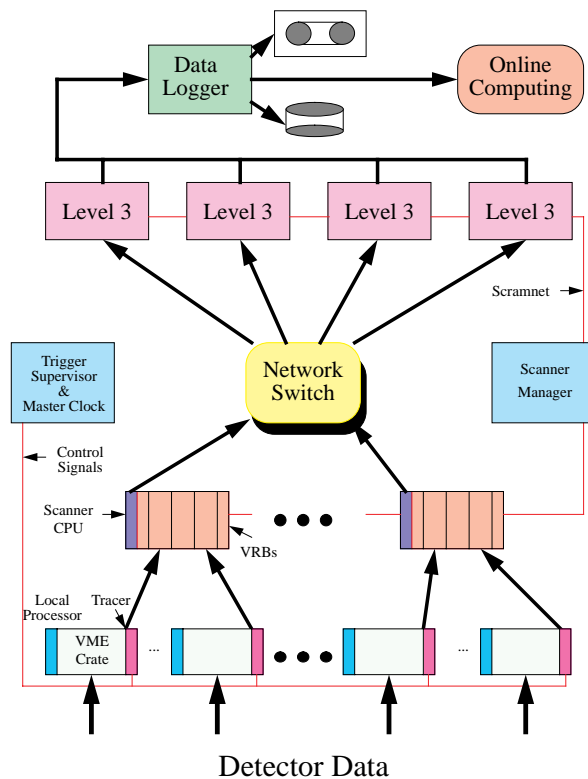 Data
Logger
Online
Computing
Level 3
Level 3
Level 3
Level 3
Scramnet
Trigger
Supervisor
&
Master Clock
Network
Switch
Scanner
Manager
Control
Signals
Scanner
CPU
VRBs
Local
Processor
Tracer
VME
Crate
...
...
Detector Data